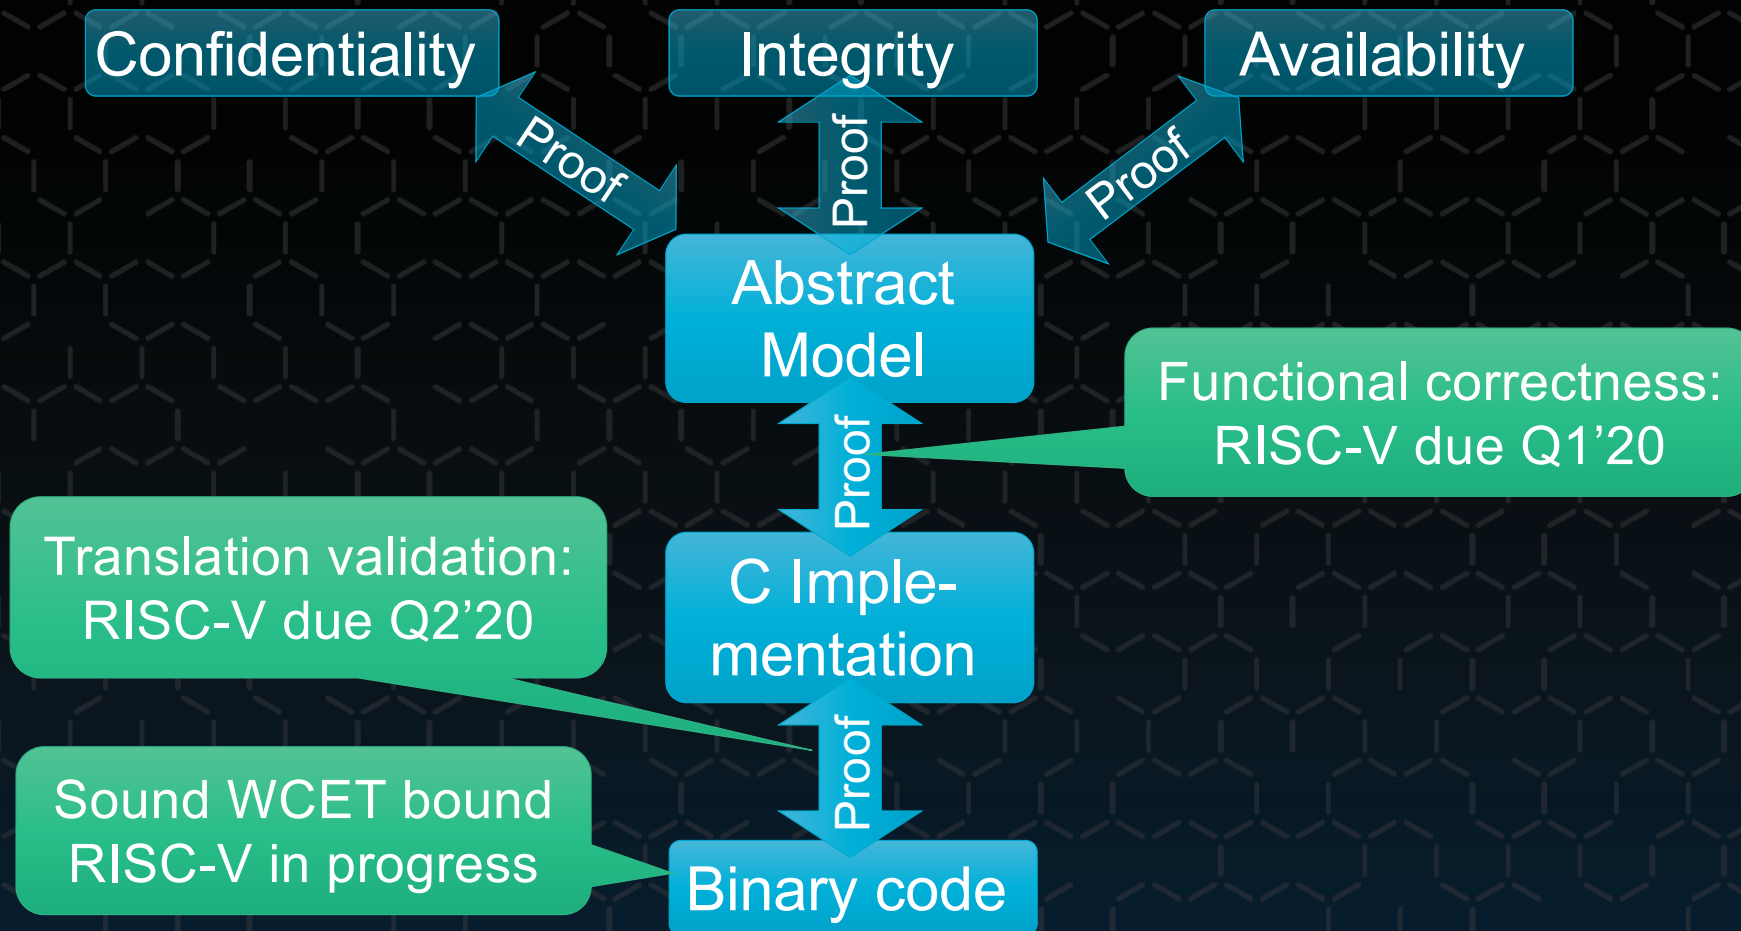 Confidentiality
Integrity
Availability
Proof
Proof
Proof
Abstract
Model
Proof
Functional correctness:
RISC-V due Q1’20
Translation validation:
RISC-V due Q2’20
C Imple-
mentation
Proof
Sound WCET bound
RISC-V in progress
Binary code